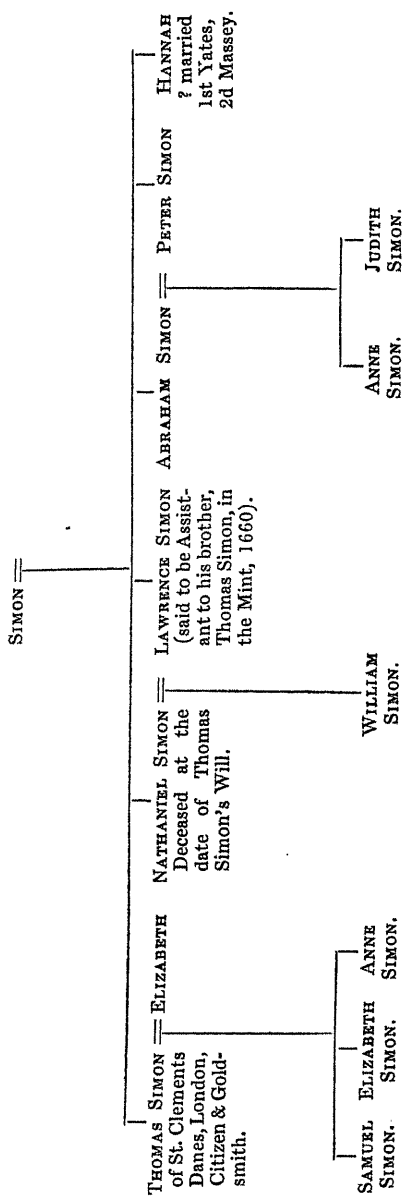 SIMON =
THOMAS SIMON = ELIZABETH
of St. Clements
Danes, London,
Citizen & Gold-
smith.
NATHANIEL SIMON =
Deceased at the
date of Thomas
Simon's Will.
LAWRENCE SIMON
(said to be Assist-
ant to his brother,
Thomas Simon, in
the Mint, 1660).
ABRAHAM SIMON =
PETER SIMON
HANNAH
? married
1st Yates,
2d Massey.
SAMUEL
SIMON.
ELIZABETH
SIMON.
ANNE
SIMON.
WILLIAM
SIMON.
ANNE
SIMON.
JUDITH
SIMON.